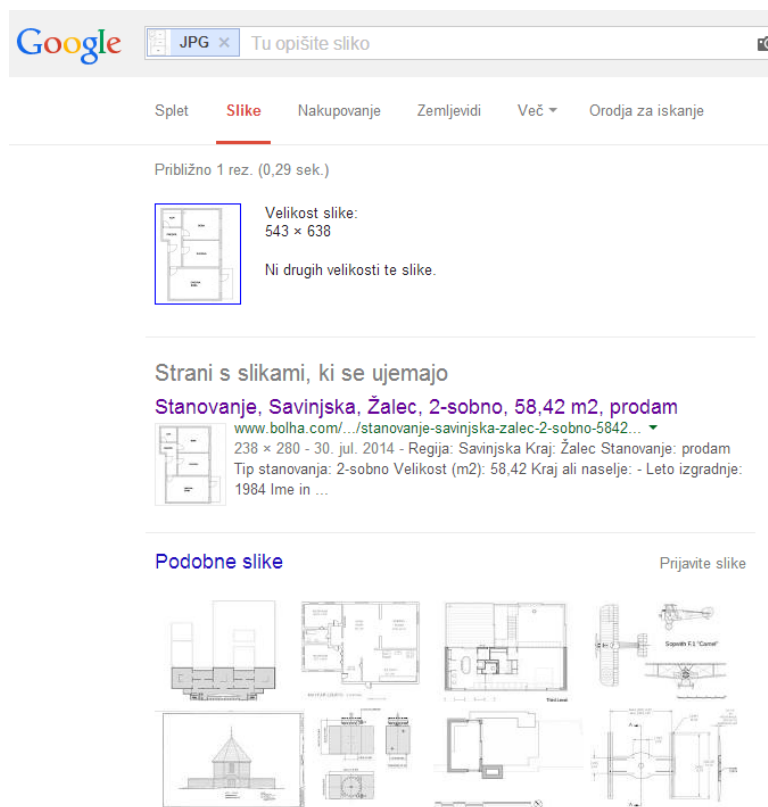 Google
JPG ×
Tu opišite sliko
Splet Slike Nakupovanje Zemljevidi Več Orodja za iskanje
Približno 1 rez. (0,29 sek.)
Velikost slike:
543 × 638
Ni drugih velikosti te slike.
Strani s slikami, ki se ujemajo
Stanovanje, Savinjska, Žalec, 2-sobno, 58,42 m2, prodam
www.bolha.com/.../stanovanje-savinjska-zalec-2-sobno-5842...
238 × 280 - 30. jul. 2014 - Regija: Savinjska Kraj: Žalec Stanovanje: prodam
Tip stanovanja: 2-sobno Velikost (m2): 58,42 Kraj ali naselje: - Leto izgradnje:
1984 Ime in ...
Podobne slike
Prijavite slike
Sopwith F.1 "Camel"
Third Level